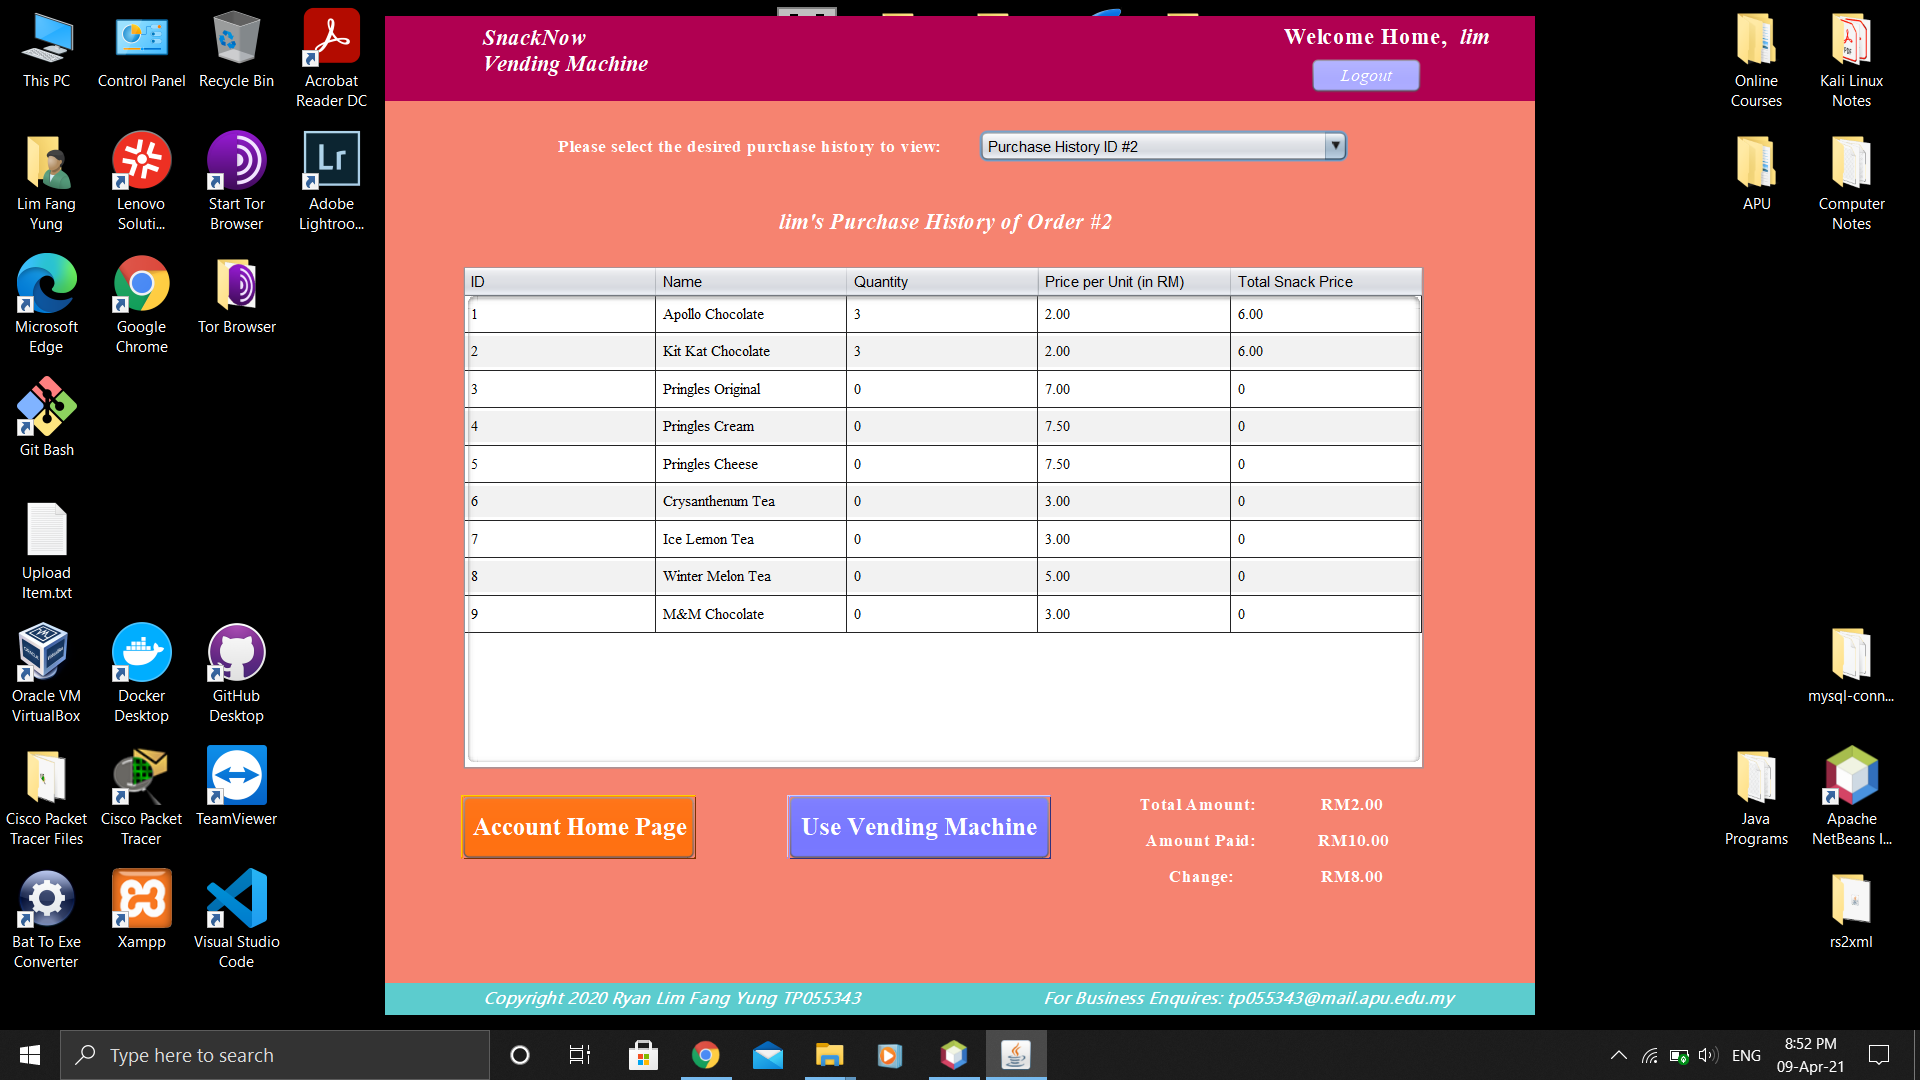 This PC
Control Panel
Recycle Bin
Acrobat
Reader DC
Lim Fang
Yung
Lenovo
Soluti...
Start Tor
Browser
Adobe
Lightroo...
Microsoft
Edge
Google
Chrome
Tor Browser
Git Bash
Upload
Item.txt
Oracle VM
VirtualBox
Docker
Desktop
GitHub
Desktop
Cisco Packet
Tracer Files
Cisco Packet
Tracer
TeamViewer
Bat To Exe
Converter
Xampp
Visual Studio
Code
SnackNow
Vending Machine
Welcome Home, lim
Logout
Please select the desired purchase history to view:
Purchase History ID #2
lim's Purchase History of Order #2
ID Name Quantity Price per Unit (in RM) Total Snack Price
1 Apollo Chocolate 3 2.00 6.00
2 Kit Kat Chocolate 3 2.00 6.00
3 Pringles Original 0 7.00 0
4 Pringles Cream 0 7.50 0
5 Pringles Cheese 0 7.50 0
6 Crysanthenum Tea 0 3.00 0
7 Ice Lemon Tea 0 3.00 0
8 Winter Melon Tea 0 5.00 0
9 M&M Chocolate 0 3.00 0
Account Home Page
Use Vending Machine
Total Amount: RM2.00
Amount Paid: RM10.00
Change: RM8.00
Copyright 2020 Ryan Lim Fang Yung TP055343
For Business Enquires: tp055343@mail.apu.edu.my
Online
Courses
Kali Linux
Notes
APU
Computer
Notes
mysql-conn...
Java
Programs
Apache
NetBeans I...
rs2xml
Type here to search
ENG
8:52 PM
09-Apr-21